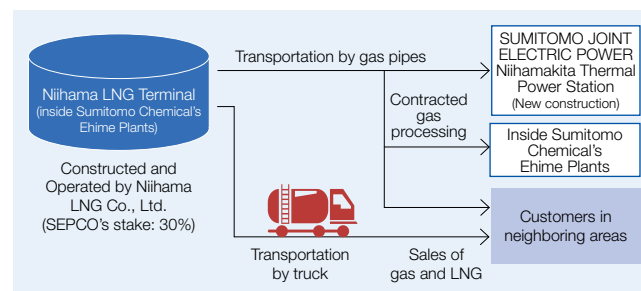 Niihama LNG Terminal
(inside Sumitomo Chemical's
Ehime Plants)
Constructed and
Operated by Niihama
LNG Co., Ltd.
(SEPCO's stake: 30%)
Transportation by gas pipes
Contracted
gas
processing
Transportation
by truck
Sales of
gas and LNG
SUMITOMO JOINT
ELECTRIC POWER
Niihamakita Thermal
Power Station
(New construction)
Inside Sumitomo
Chemical's
Ehime Plants
Customers in
neighboring areas